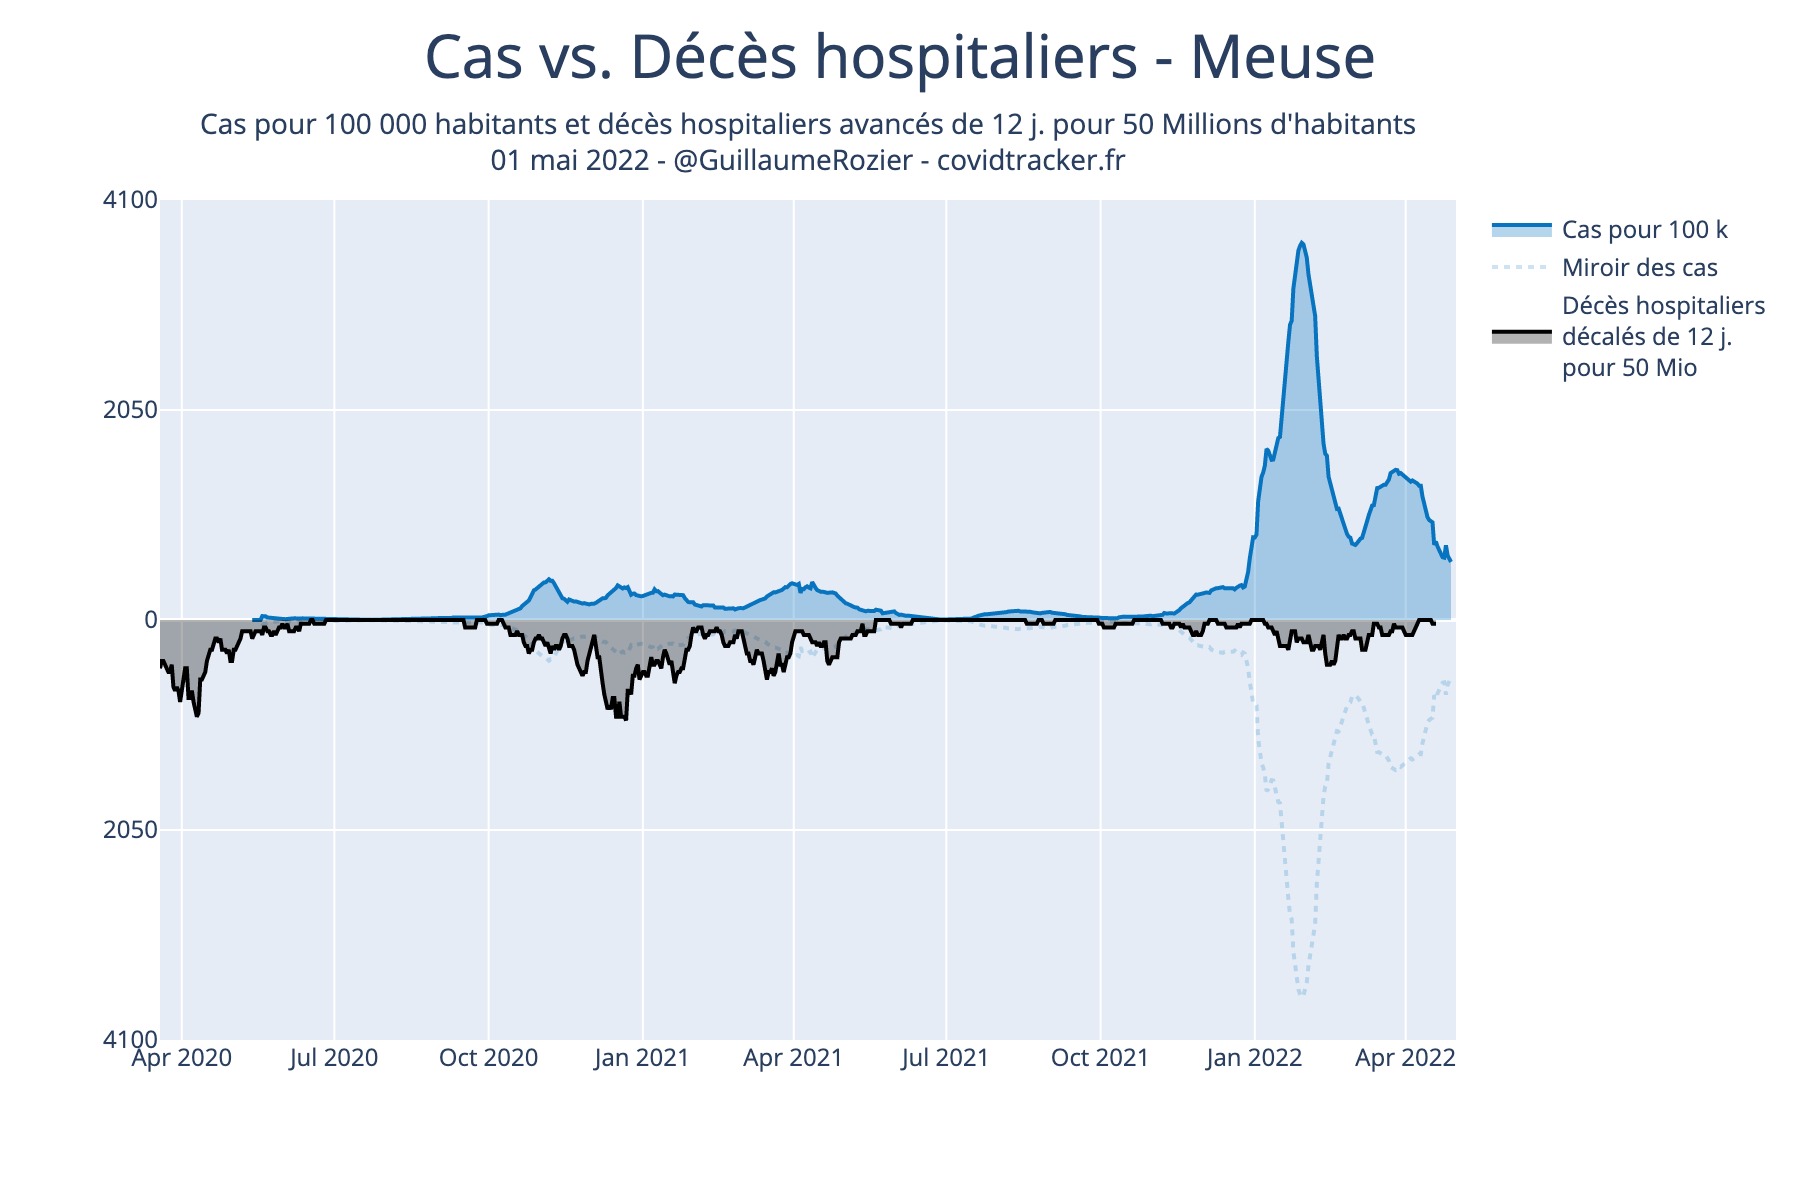 Cas vs. Décès hospitaliers - Meuse
Cas pour 100 000 habitants et décès hospitaliers avancés de 12 j. pour 50 Millions d'habitants
01 mai 2022 - @GuillaumeRozier - covidtracker.fr
4100
2050
0
2050
4100
Apr 2020
Jul 2020
Oct 2020
Jan 2021
Apr 2021
Jul 2021
Oct 2021
Jan 2022
Apr 2022
Cas pour 100 k
Miroir des cas
Décès hospitaliers
décalés de 12 j.
pour 50 Mio